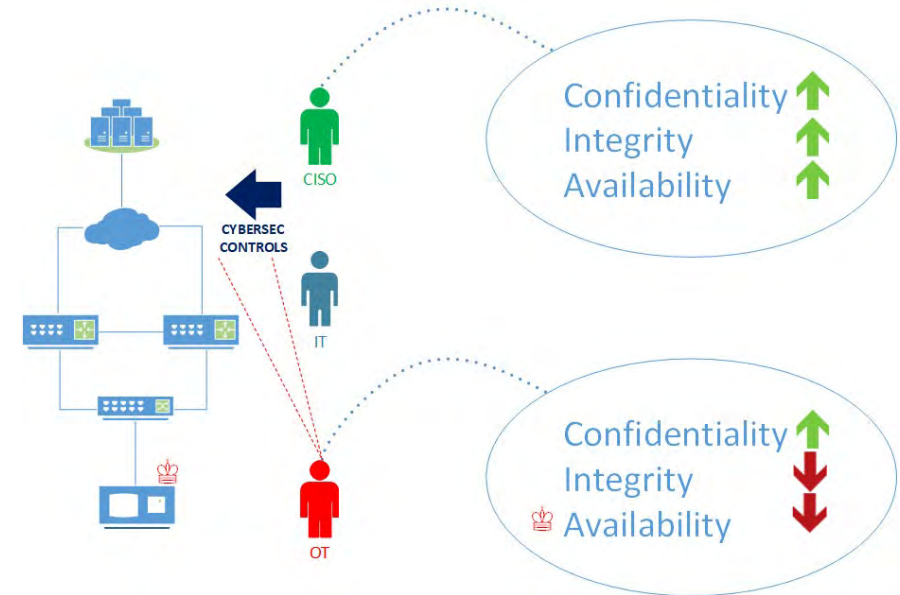 CISO
CYBERSEC
CONTROLS
IT
OT
Confidentiality
Integrity
Availability
Confidentiality
Integrity
Availability